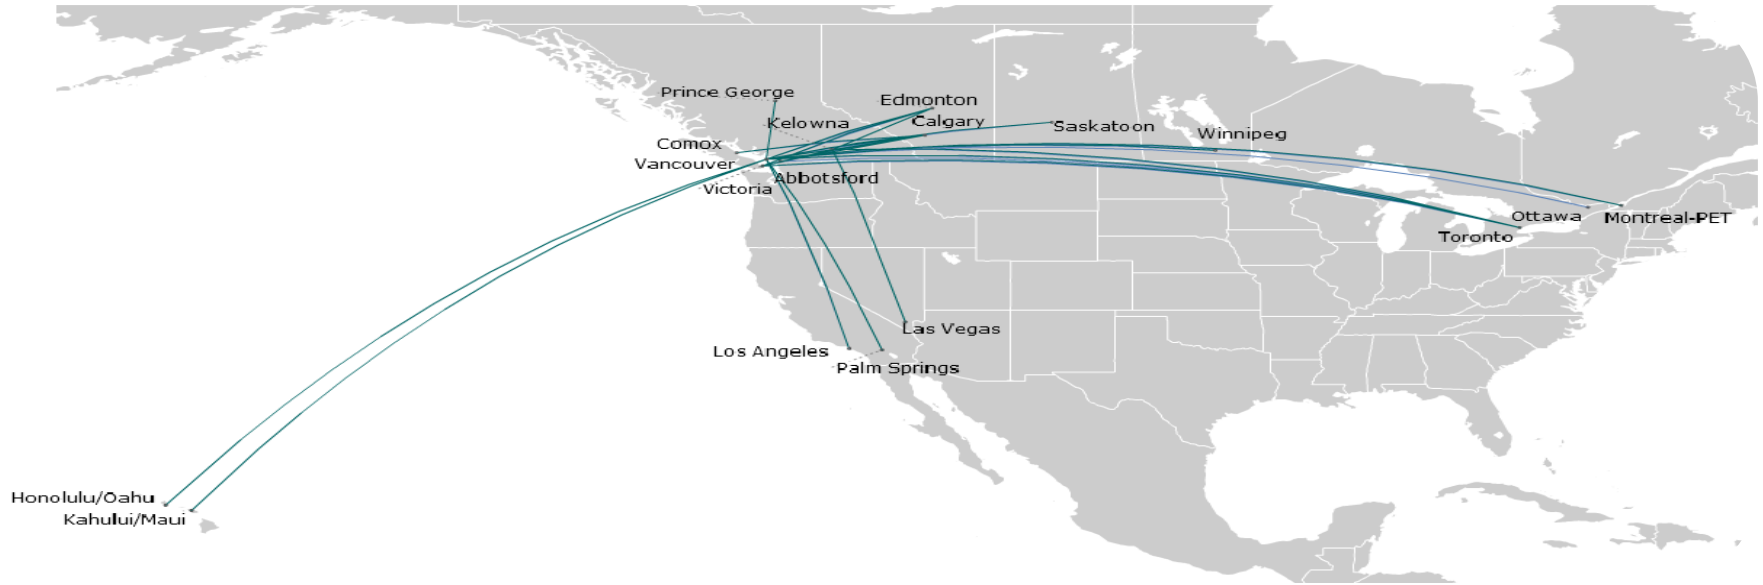 Prince George
Edmonton
Kelowna
Calgary
Saskatoon
Winnipeg
Comox
Vancouver
Abbotsford
Victoria
Ottawa
Montreal-PET
Toronto
Las Vegas
Los Angeles
Palm Springs
Honolulu/Oahu
Kahului/Maui